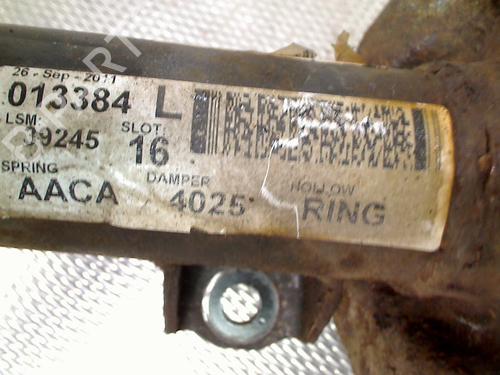 26 - Sep - 2011
013384 L
LSM: SLOT
39245 16
SPRING DAMPER HOLLOW
AACA 4025 RING